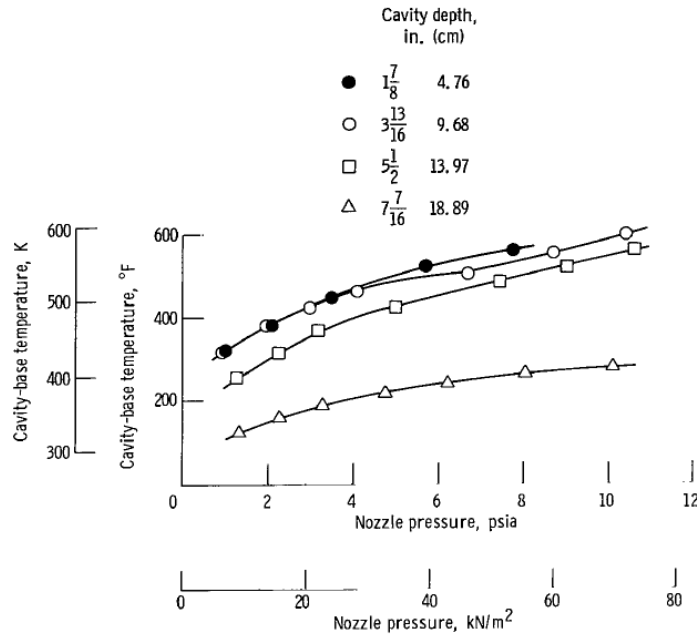 Cavity depth,
in. (cm)
● 1 7/8 4.76
○ 3 13/16 9.68
□ 5 1/2 13.97
△ 7 7/16 18.89
Cavity-base temperature, K
600
500
400
300
Cavity-base temperature, °F
600
400
200
0 2 4 6 8 10 12
Nozzle pressure, psia
0 20 40 60 80
Nozzle pressure, kN/m²